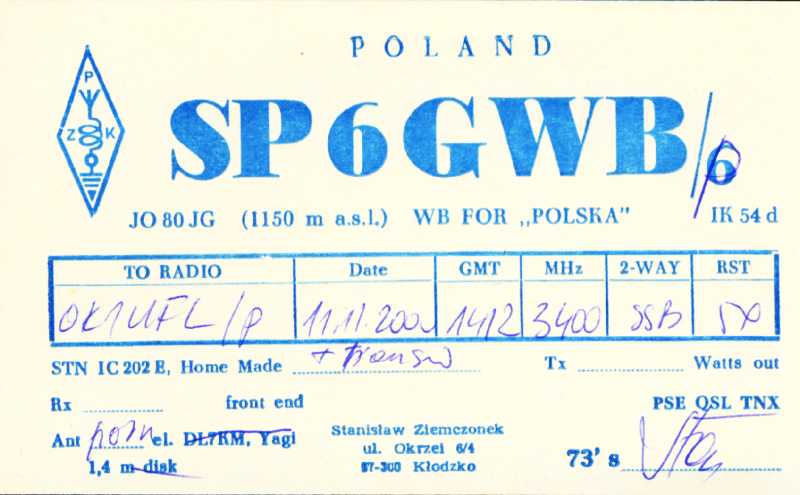 POLAND
P
Z K
SP6GWB/p
JO 80 JG (1150 m a.s.l.) WB FOR „POLSKA" IK 54 d
TO RADIO Date GMT MHz 2-WAY RST
OK1UFL/p 11.11.200 1412 3400 SSB
STN IC 202 E, Home Made + transv
Tx Watts out
Rx front end
PSE QSL TNX
Ant el. DL7KM, Yagi
1,4 m disk
Stanisław Ziemczonek
ul. Okrzei 6/4
57-300 Kłodzko
73' s